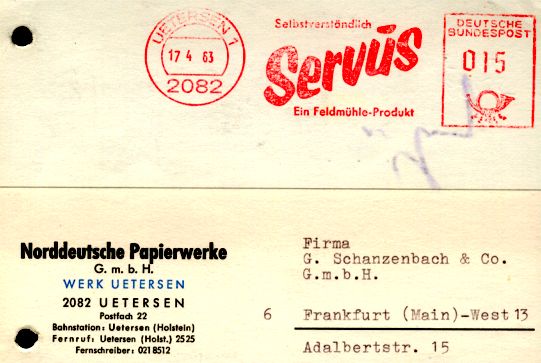 UETERSEN 1
17 4 63
2082
Selbstverständlich
Servus
Ein Feldmühle-Produkt
DEUTSCHE
BUNDESPOST
015
Norddeutsche Papierwerke
G. m. b. H.
WERK UETERSEN
2082 UETERSEN
Postfach 22
Bahnstation: Uetersen (Holstein)
Fernruf: Uetersen (Holst.) 2525
Fernschreiber: 021 8512
Firma
G. Schanzenbach & Co.
G.m.b.H.
6 Frankfurt (Main)-West 13
Adalbertstr. 15